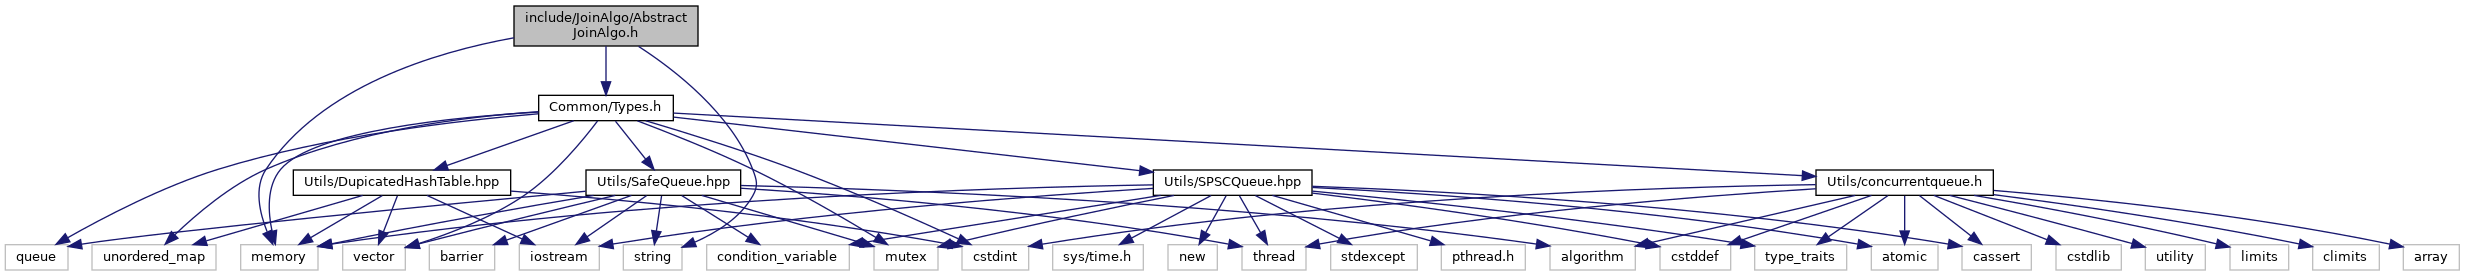 include/JoinAlgo/Abstract
JoinAlgo.h
Common/Types.h
Utils/DupicatedHashTable.hpp
Utils/SafeQueue.hpp
Utils/SPSCQueue.hpp
Utils/concurrentqueue.h
queue
unordered_map
memory
vector
barrier
iostream
string
condition_variable
mutex
cstdint
sys/time.h
new
thread
stdexcept
pthread.h
algorithm
cstddef
type_traits
atomic
cassert
cstdlib
utility
limits
climits
array